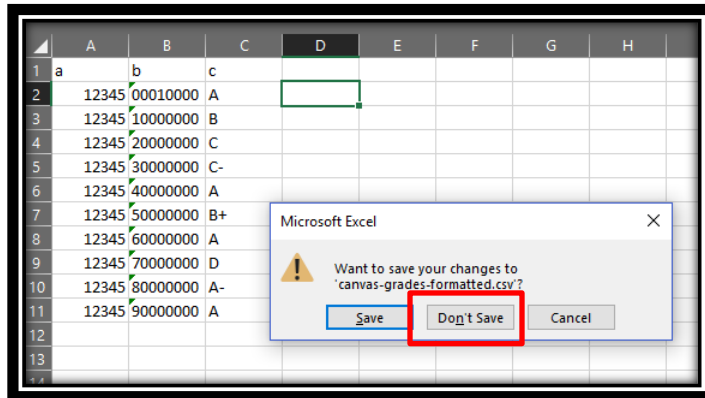 A B C D E F G H
1 a b c
2 12345 00010000 A
3 12345 10000000 B
4 12345 20000000 C
5 12345 30000000 C-
6 12345 40000000 A
7 12345 50000000 B+
8 12345 60000000 A
9 12345 70000000 D
10 12345 80000000 A-
11 12345 90000000 A
12
13
14
Microsoft Excel
Want to save your changes to
'canvas-grades-formatted.csv'?
Save Don't Save Cancel